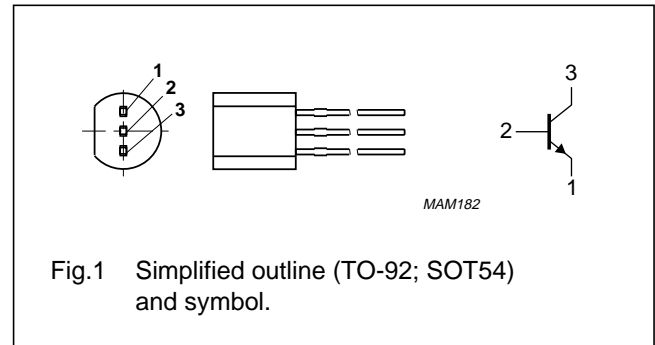 1
2
3
3
2
1
MAM182
Fig.1 Simplified outline (TO-92; SOT54)
and symbol.